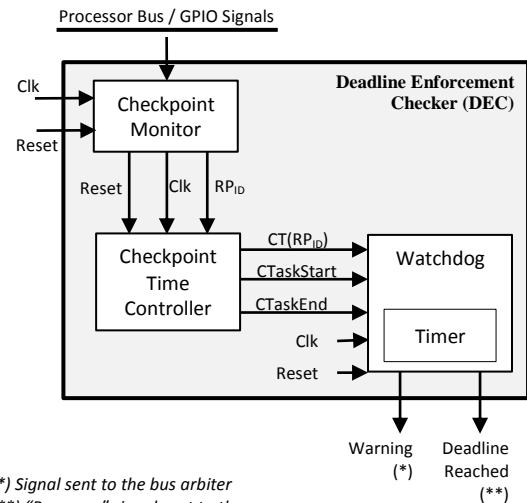 Processor Bus / GPIO Signals
Deadline Enforcement
Checker (DEC)
Clk
Reset
Checkpoint
Monitor
Reset
Clk
RPID
Checkpoint
Time
Controller
CT(RPID)
CTaskStart
CTaskEnd
Clk
Reset
Watchdog
Timer
Warning
(*)
Deadline
Reached
(**)
*) Signal sent to the bus arbiter